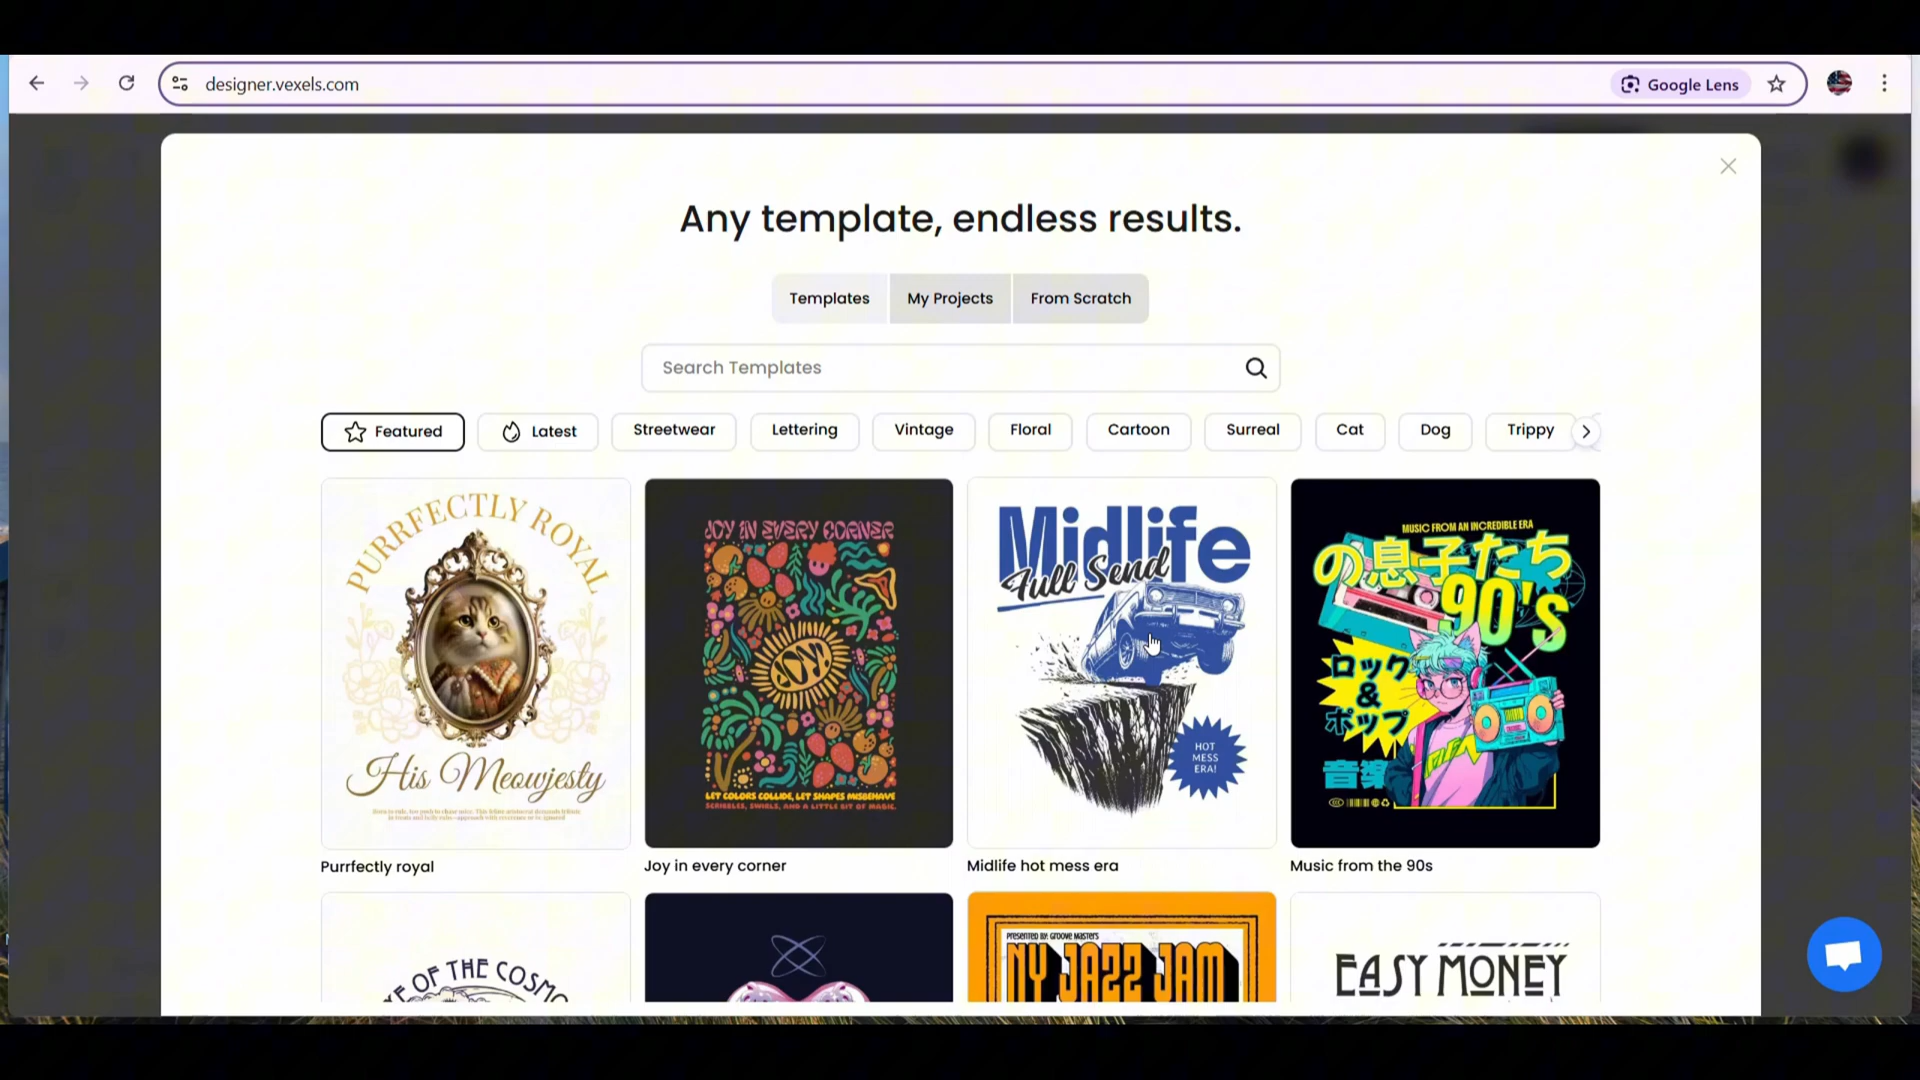 designer.vexels.com
Google Lens
Any template, endless results.
Templates
My Projects
From Scratch
Search Templates
Featured
Latest
Streetwear
Lettering
Vintage
Floral
Cartoon
Surreal
Cat
Dog
Trippy
PURRFECTLY ROYAL
His Meowjesty
Purrfectly royal
JOY IN EVERY CORNER
JOY!
LET COLORS COLLIDE, LET SHAPES MISBEHAVE
SCRIBBLES, SWIRLS, AND A LITTLE BIT OF MAGIC.
Joy in every corner
Midlife
Full Send
HOT
MESS
ERA!
Midlife hot mess era
MUSIC FROM AN INCREDIBLE ERA
の息子たち
90's
ロック
&
ポップ
音楽
Music from the 90s
OF THE COSMO
PRESENTED BY: GROOVE MASTERS
NY JAZZ JAM
EASY MONEY